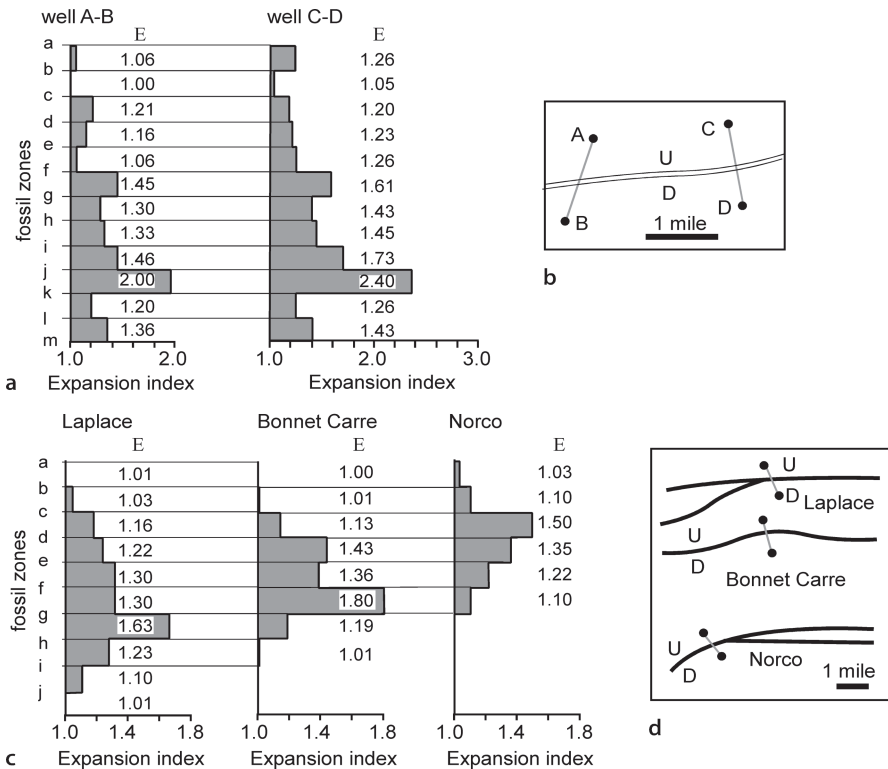 well A-B
well C-D
E
E
fossil zones
a
b
c
d
e
f
g
h
i
j
k
l
m
1.06
1.00
1.21
1.16
1.06
1.45
1.30
1.33
1.46
2.00
1.20
1.36
1.26
1.05
1.20
1.23
1.26
1.61
1.43
1.45
1.73
2.40
1.26
1.43
1.0 2.0
1.0 2.0 3.0
Expansion index
Expansion index
a
A
B
C
D
U
D
1 mile
b
Laplace
Bonnet Carre
Norco
E
E
E
fossil zones
a
b
c
d
e
f
g
h
i
j
1.01
1.03
1.16
1.22
1.30
1.30
1.63
1.23
1.10
1.01
1.00
1.01
1.13
1.43
1.36
1.80
1.19
1.01
1.03
1.10
1.50
1.35
1.22
1.10
1.0 1.4 1.8
1.0 1.4 1.8
1.0 1.4 1.8
Expansion index
Expansion index
Expansion index
c
U
D
Laplace
U
D
Bonnet Carre
U
D
Norco
1 mile
d